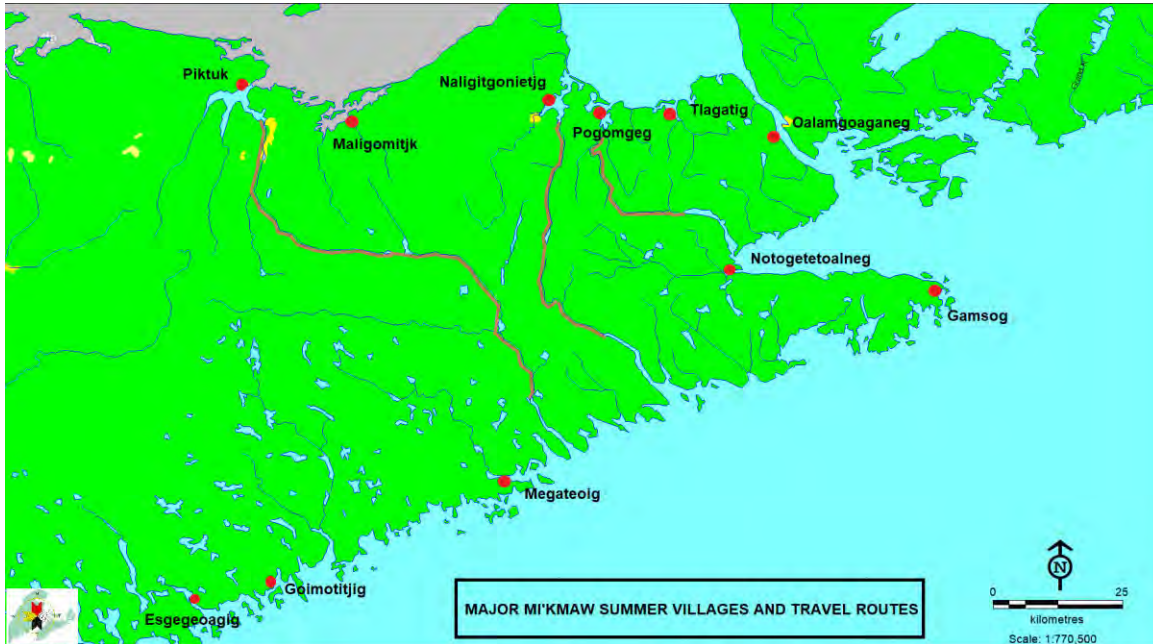 Piktuk
Naligitgonietjg
Maligomitjk
Pogomgeg
Tlagatig
Oalamgoaganeg
Notogetetoalneg
Gamsog
Megateoig
Goimotitjig
Esgegeoagig
MAJOR MI'KMAW SUMMER VILLAGES AND TRAVEL ROUTES
N
0 25
kilometres
Scale: 1:770,500